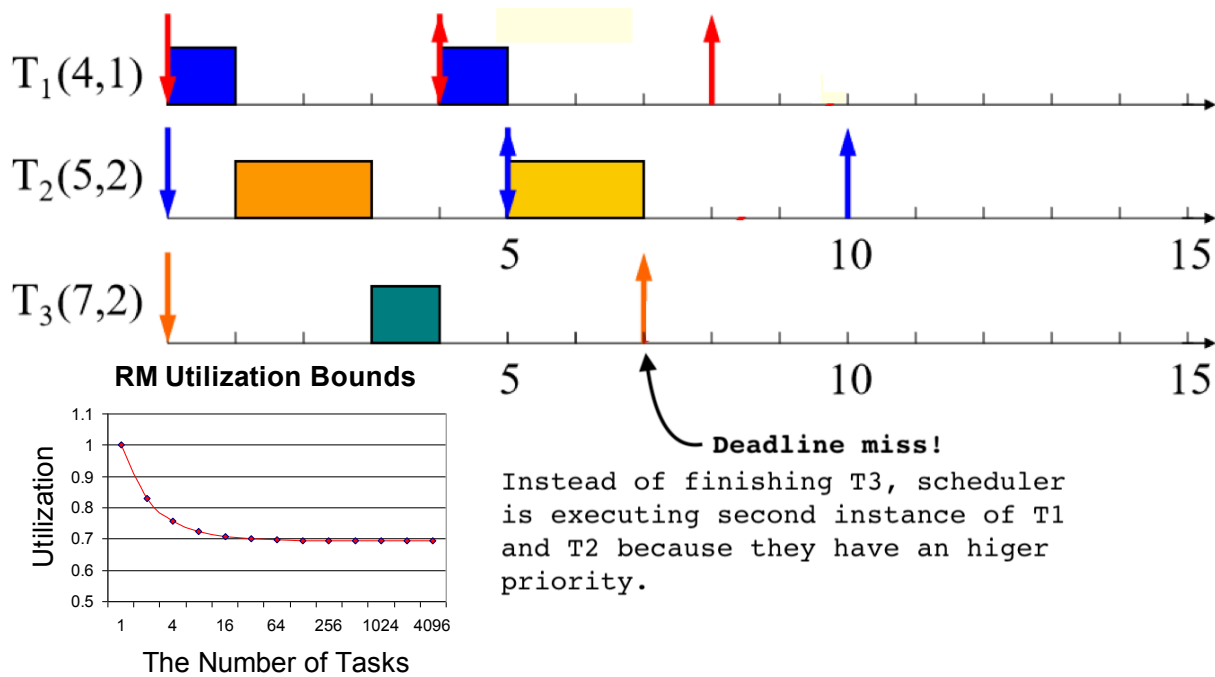 T₁(4,1)
T₂(5,2)
5 10 15
T₃(7,2)
5 10 15
RM Utilization Bounds
1.1
1
0.9
0.8
0.7
0.6
0.5
Utilization
1 4 16 64 256 1024 4096
The Number of Tasks
Deadline miss!
Instead of finishing T3, scheduler
is executing second instance of T1
and T2 because they have an higer
priority.